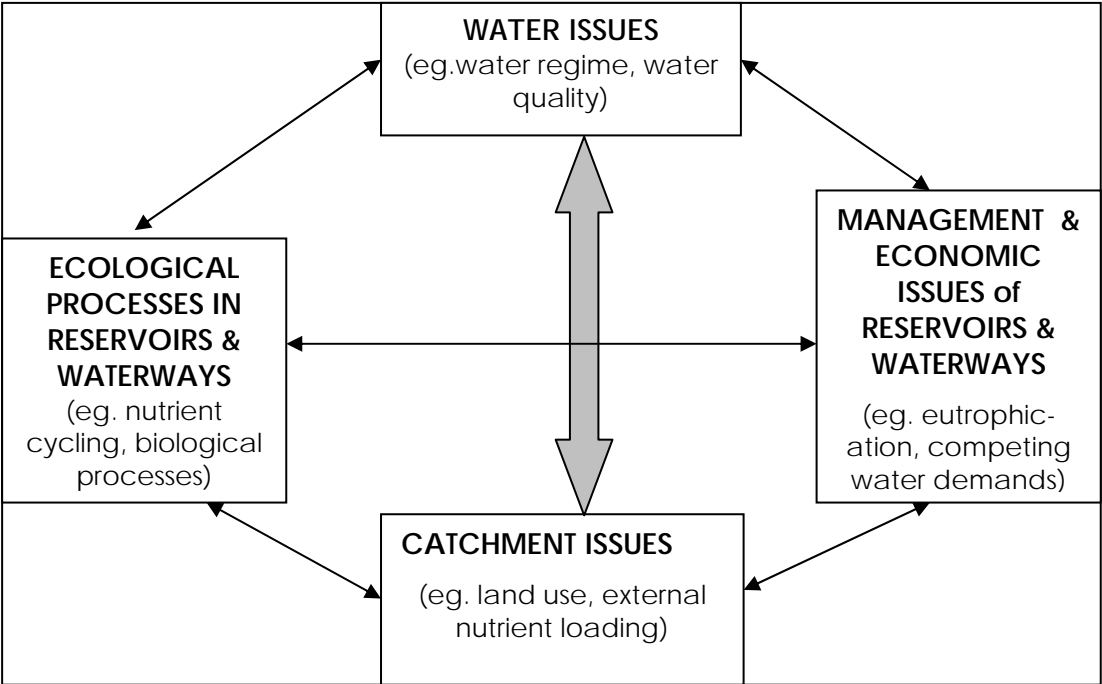 WATER ISSUES
(eg.water regime, water
quality)
ECOLOGICAL
PROCESSES IN
RESERVOIRS &
WATERWAYS
(eg. nutrient
cycling, biological
processes)
MANAGEMENT &
ECONOMIC
ISSUES of
RESERVOIRS &
WATERWAYS
(eg. eutrophic-
ation, competing
water demands)
CATCHMENT ISSUES
(eg. land use, external
nutrient loading)